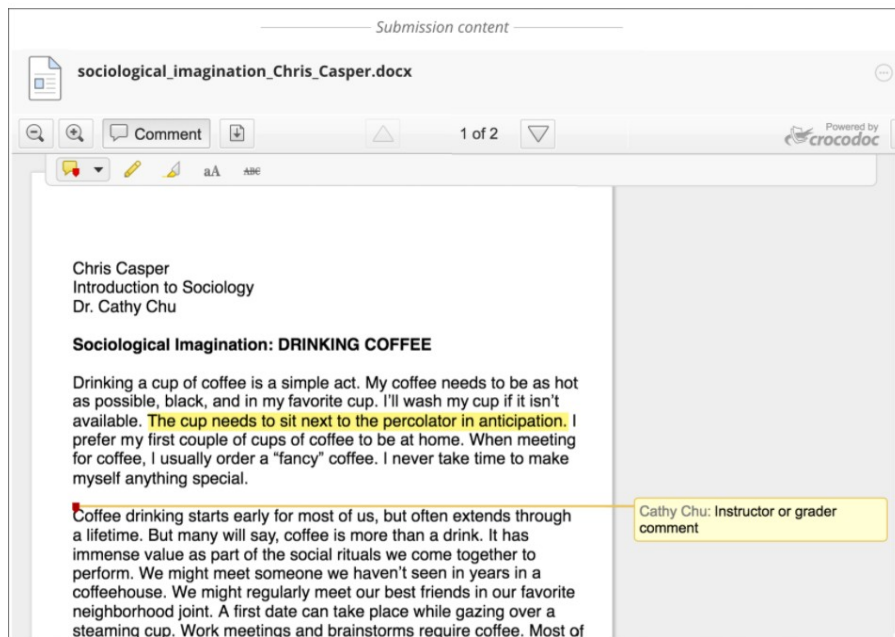 Submission content
sociological_imagination_Chris_Casper.docx
Comment
1 of 2
Powered by
crocodoc
aA
ABC
Chris Casper
Introduction to Sociology
Dr. Cathy Chu
Sociological Imagination: DRINKING COFFEE
Drinking a cup of coffee is a simple act. My coffee needs to be as hot
as possible, black, and in my favorite cup. I’ll wash my cup if it isn’t
available. The cup needs to sit next to the percolator in anticipation. I
prefer my first couple of cups of coffee to be at home. When meeting
for coffee, I usually order a “fancy” coffee. I never take time to make
myself anything special.
Coffee drinking starts early for most of us, but often extends through
a lifetime. But many will say, coffee is more than a drink. It has
immense value as part of the social rituals we come together to
perform. We might meet someone we haven’t seen in years in a
coffeehouse. We might regularly meet our best friends in our favorite
neighborhood joint. A first date can take place while gazing over a
steaming cup. Work meetings and brainstorms require coffee. Most of
Cathy Chu: Instructor or grader
comment